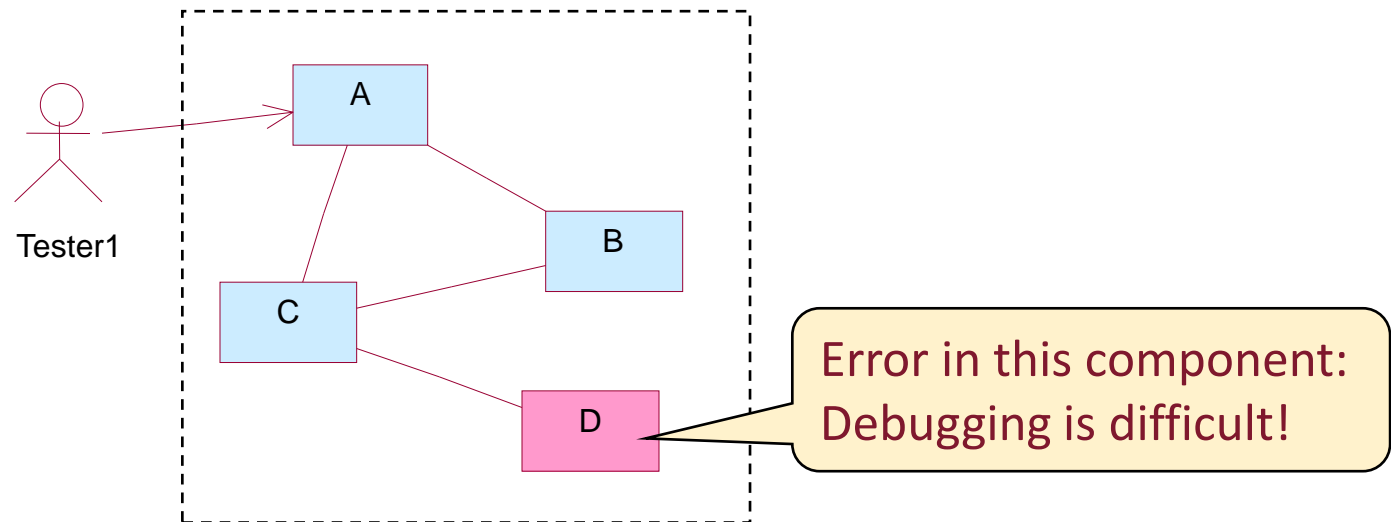 A
Tester1
B
C
Error in this component:
Debugging is difficult!
D